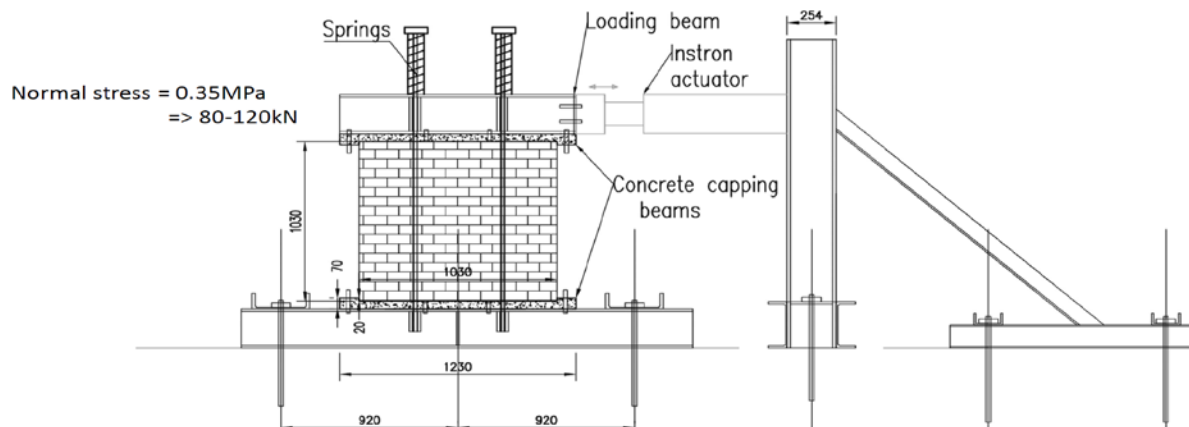 Springs
Loading beam
254
Instron
actuator
Normal stress = 0.35MPa
=> 80-120kN
Concrete capping
beams
1030
1030
70
20
1230
920
920